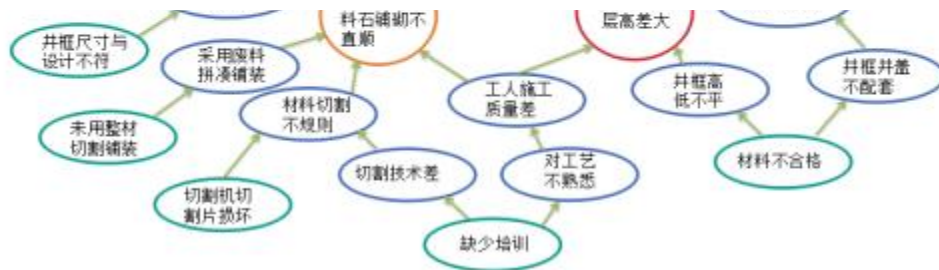 料石铺砌不
直顺
层高差大
井框尺寸与
设计不符
采用废料
拼凑铺装
工人施工
质量差
井框高
低不平
井框井盖
不配套
材料切割
不规则
未用整材
切割铺装
切割技术差
对工艺
不熟悉
材料不合格
切割机切
割片损坏
缺少培训